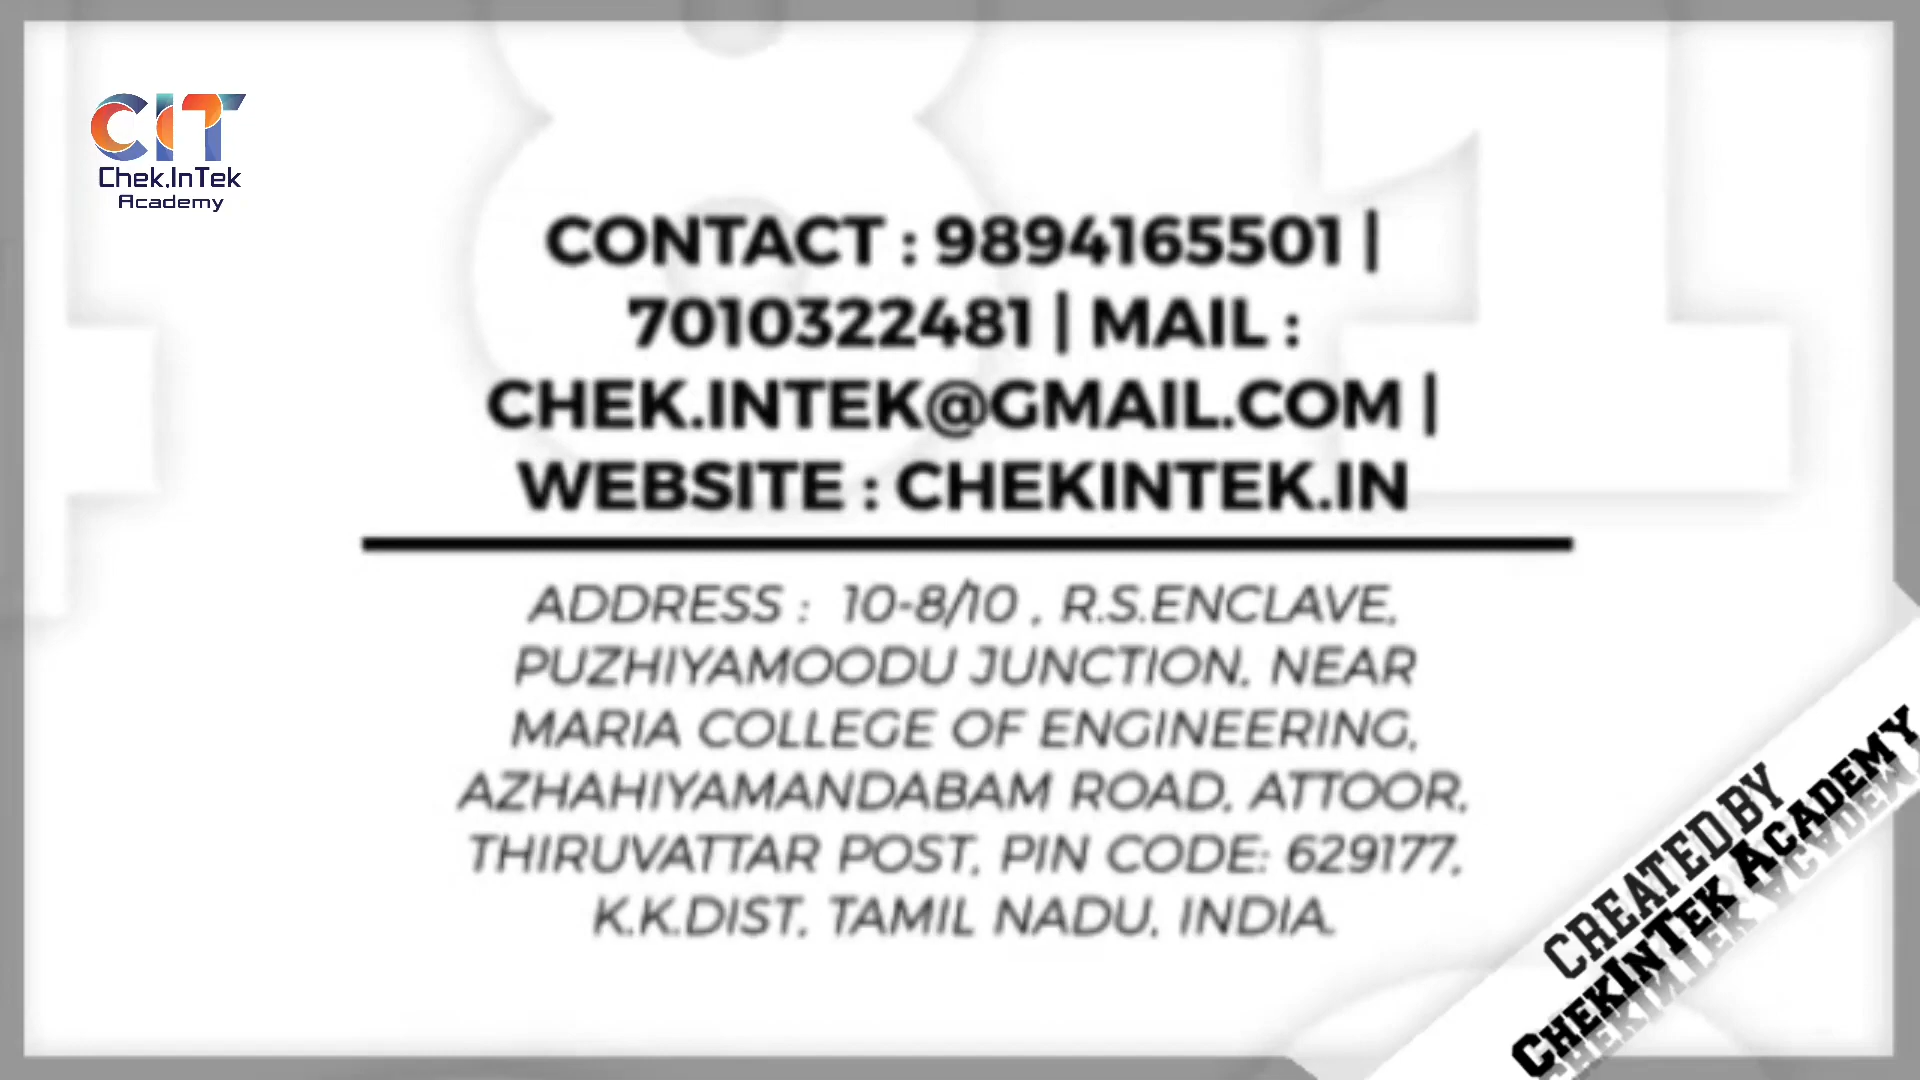 CIT
Chek.InTek
Academy
CONTACT : 9894165501 |
7010322481 | MAIL :
CHEK.INTEK@GMAIL.COM |
WEBSITE : CHEKINTEK.IN
ADDRESS : 10-8/10 , R.S.ENCLAVE,
PUZHIYAMOODU JUNCTION, NEAR
MARIA COLLEGE OF ENGINEERING,
AZHAHIYAMANDABAM ROAD, ATTOOR,
THIRUVATTAR POST, PIN CODE: 629177,
K.K.DIST, TAMIL NADU, INDIA.
CREATED BY
CHEKINTEK ACADEMY